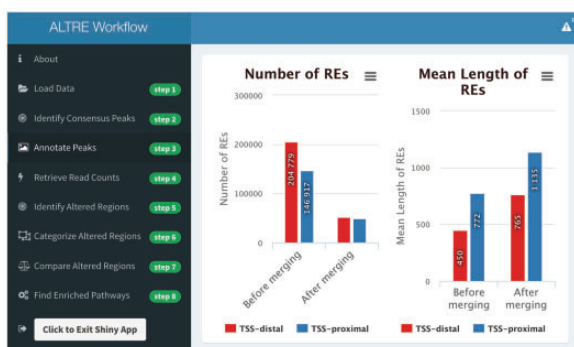 ALTRE Workflow
About
Load Data step 1
Identify Consensus Peaks step 2
Annotate Peaks step 3
Retrieve Read Counts step 4
Identify Altered Regions step 5
Categorize Altered Regions step 6
Compare Altered Regions step 7
Find Enriched Pathways step 8
Click to Exit Shiny App
Number of REs
Number of REs
300000
200000
100000
0
204 779
146 917
Before merging
After merging
TSS-distal TSS-proximal
Mean Length of
REs
Mean Length of REs
1500
1000
500
0
450
772
765
1 135
Before
merging
After
merging
TSS-distal TSS-proximal